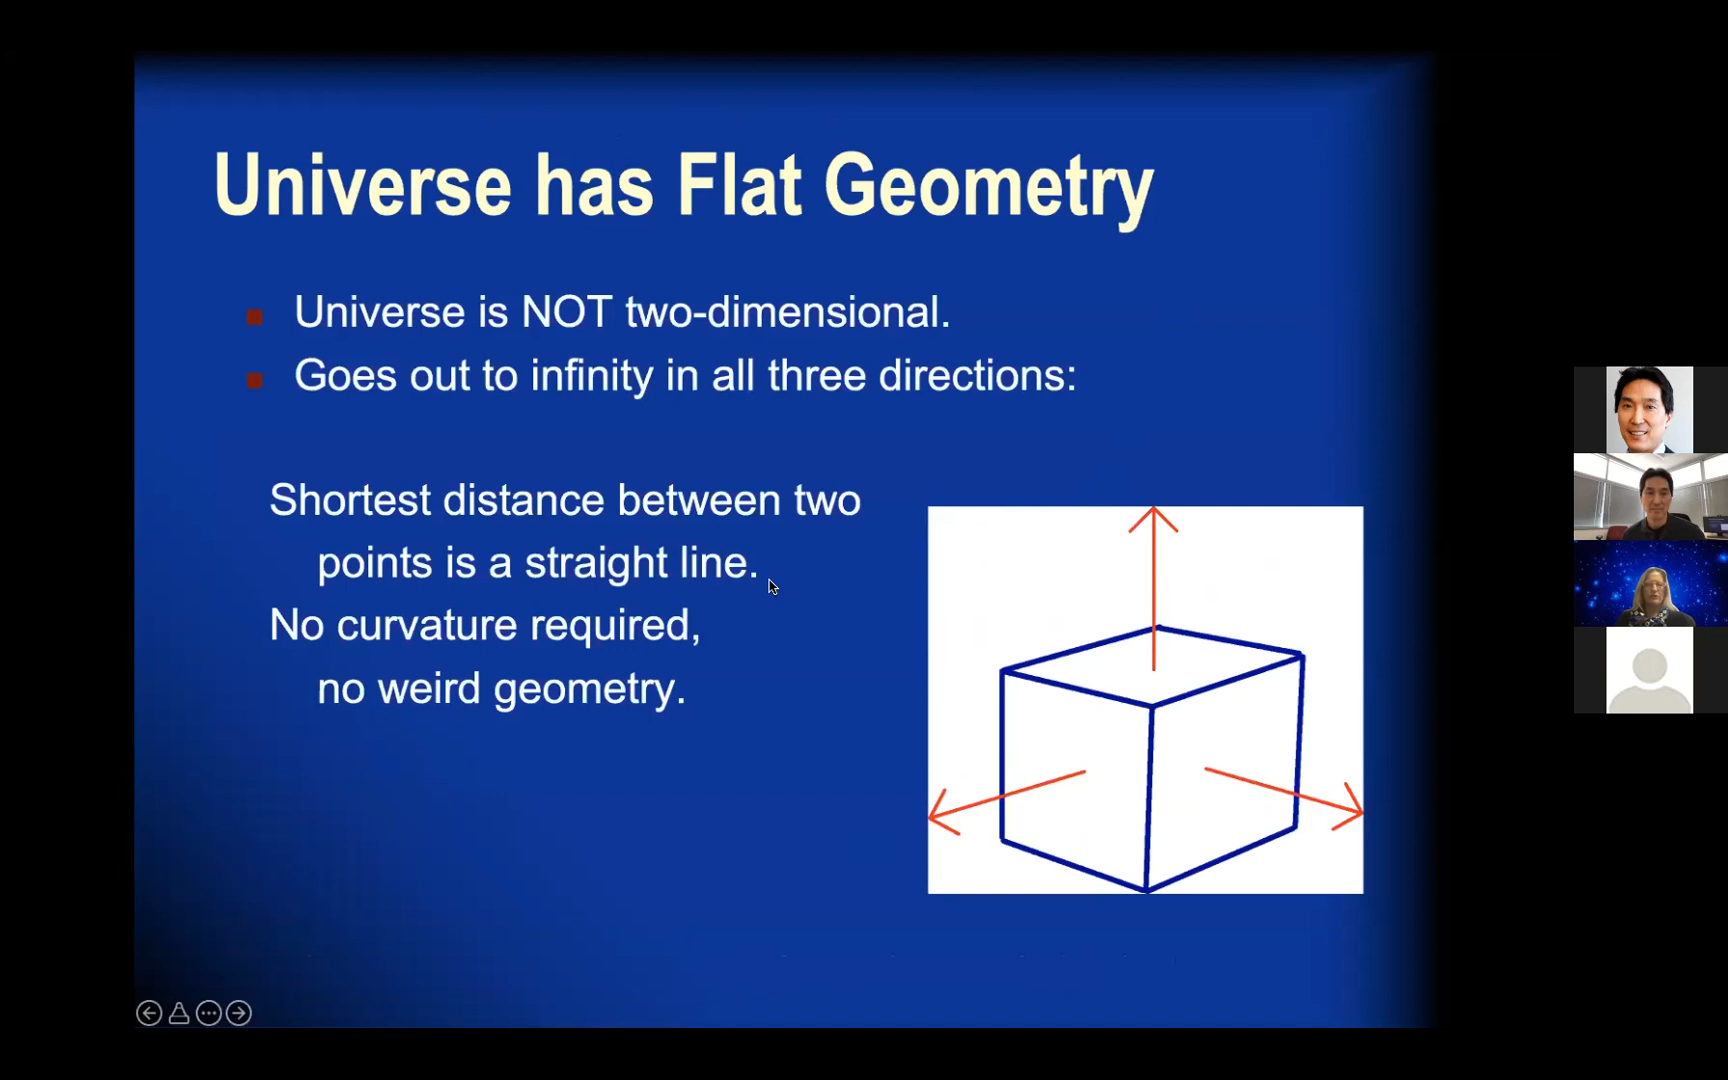 Universe has Flat Geometry
Universe is NOT two-dimensional.
Goes out to infinity in all three directions:
Shortest distance between two
points is a straight line.
No curvature required,
no weird geometry.